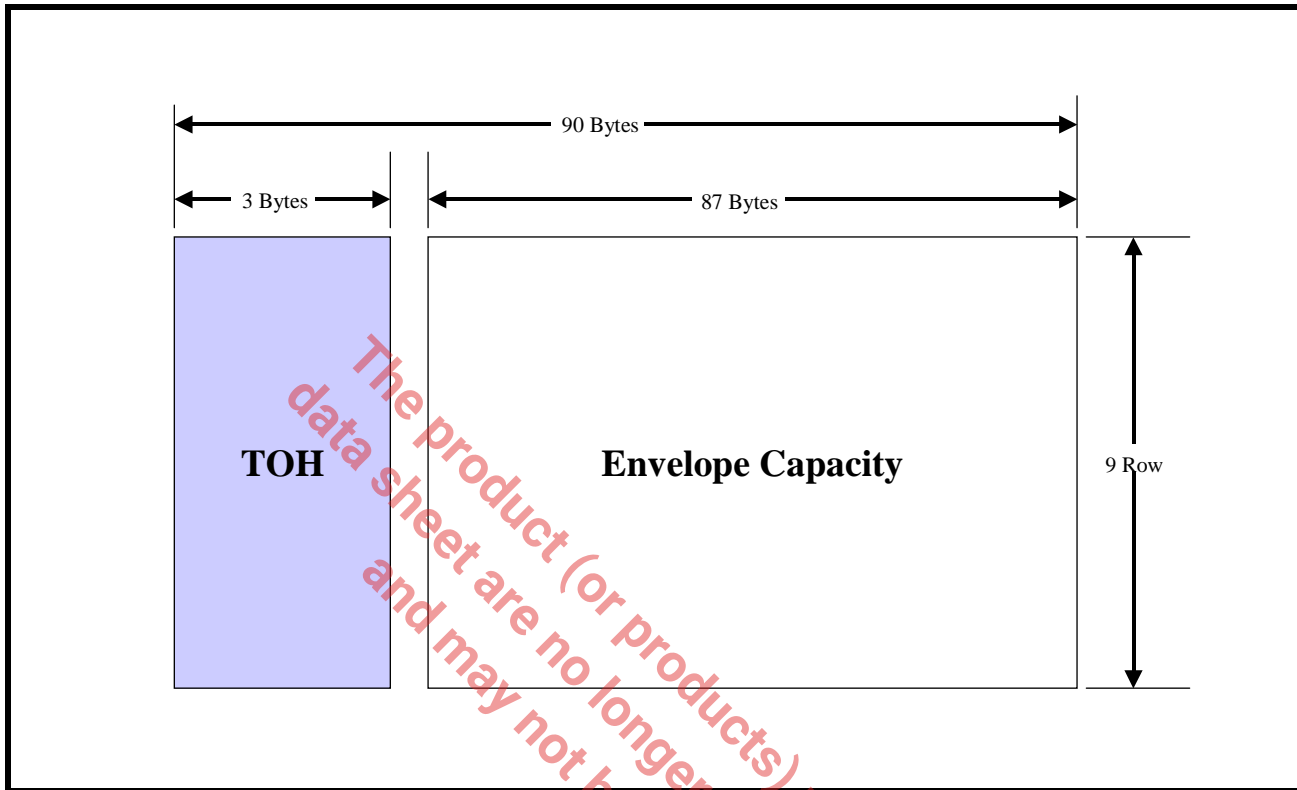 90 Bytes
3 Bytes
87 Bytes
TOH
Envelope Capacity
9 Row
The product (or products)
data sheet are no longer
and may not